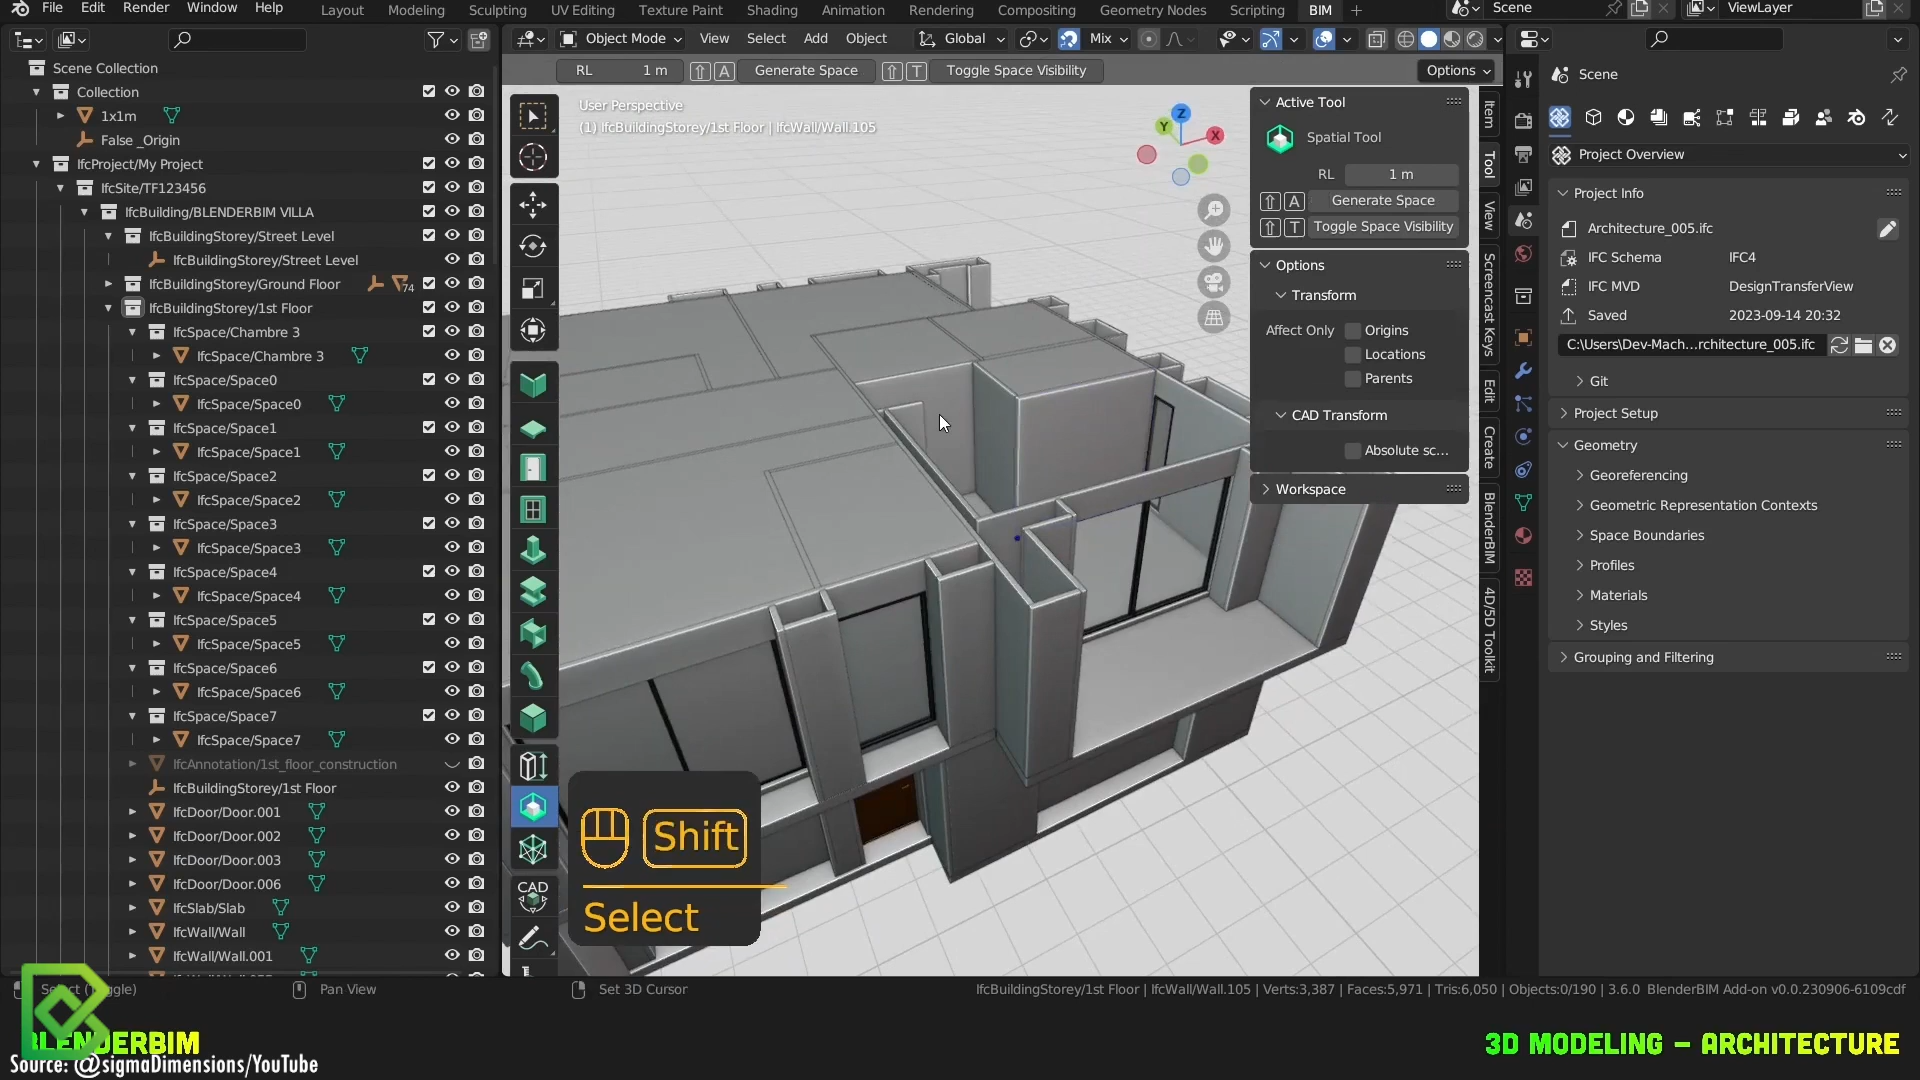 File Edit Render Window Help Layout Modeling Sculpting UV Editing Texture Paint Shading Animation Rendering Compositing Geometry Nodes Scripting BIM + Scene ViewLayer
Object Mode View Select Add Object Global Mix
RL 1 m A Generate Space T Toggle Space Visibility Options
Scene Collection
Collection
1x1m
False _Origin
IfcProject/My Project
IfcSite/TF123456
IfcBuilding/BLENDERBIM VILLA
IfcBuildingStorey/Street Level
IfcBuildingStorey/Street Level
IfcBuildingStorey/Ground Floor 74
IfcBuildingStorey/1st Floor
IfcSpace/Chambre 3
IfcSpace/Chambre 3
IfcSpace/Space0
IfcSpace/Space0
IfcSpace/Space1
IfcSpace/Space1
IfcSpace/Space2
IfcSpace/Space2
IfcSpace/Space3
IfcSpace/Space3
IfcSpace/Space4
IfcSpace/Space4
IfcSpace/Space5
IfcSpace/Space5
IfcSpace/Space6
IfcSpace/Space6
IfcSpace/Space7
IfcSpace/Space7
IfcAnnotation/1st_floor_construction
IfcBuildingStorey/1st Floor
IfcDoor/Door.001
IfcDoor/Door.002
IfcDoor/Door.003
IfcDoor/Door.006
IfcSlab/Slab
IfcWall/Wall
IfcWall/Wall.001
User Perspective
(1) IfcBuildingStorey/1st Floor | IfcWall/Wall.105
Z
Y
X
CAD
Shift
Select
Active Tool
Spatial Tool
RL 1 m
A Generate Space
T Toggle Space Visibility
Options
Transform
Affect Only Origins
Locations
Parents
CAD Transform
Absolute sc...
Workspace
Item
Tool
View
Screencast Keys
Edit
Create
BlenderBIM
4D/5D Toolkit
Scene
Project Overview
Project Info
Architecture_005.ifc
IFC Schema IFC4
IFC MVD DesignTransferView
Saved 2023-09-14 20:32
C:\Users\Dev-Mach...rchitecture_005.ifc
Git
Project Setup
Geometry
Georeferencing
Geometric Representation Contexts
Space Boundaries
Profiles
Materials
Styles
Grouping and Filtering
Pan View Set 3D Cursor IfcBuildingStorey/1st Floor | IfcWall/Wall.105 | Verts:3,387 | Faces:5,971 | Tris:6,050 | Objects:0/190 | 3.6.0 BlenderBIM Add-on v0.0.230906-6109cdf
BLENDERBIM
3D MODELING - ARCHITECTURE
Source: @sigmaDimensions/YouTube